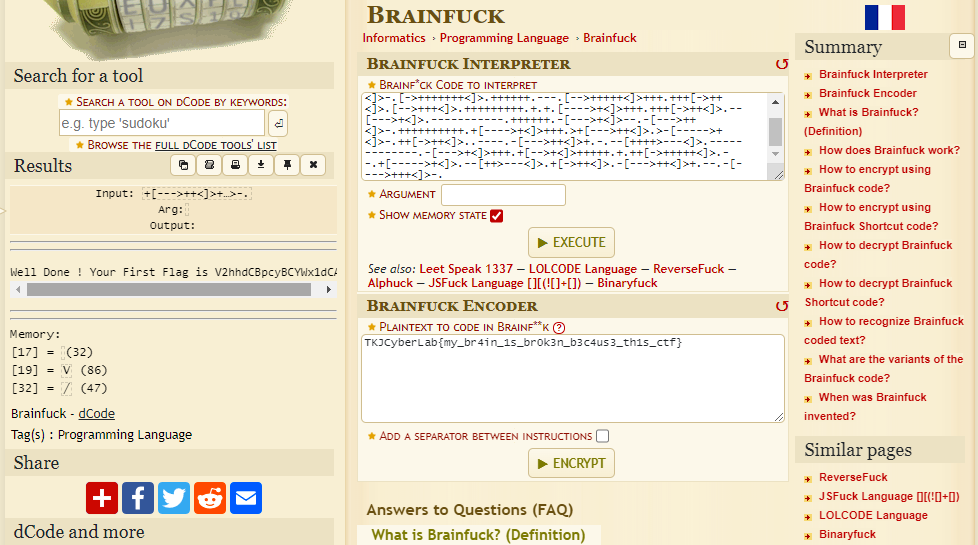 Search for a tool
★ Search a tool on dCode by keywords:
e.g. type 'sudoku'
★ Browse the full dCode tools' list
Results
Input: +[--->++<]>+…>-.
Arg:
Output:
Well Done ! Your First Flag is V2hhdCBpcyBCYWx1dCA
Memory:
[17] = (32)
[19] = V (86)
[32] = / (47)
Brainfuck - dCode
Tag(s) : Programming Language
Share
dCode and more
Brainfuck
Informatics › Programming Language › Brainfuck
Brainfuck Interpreter
★ Brainf*ck Code to interpret
★ Argument
★ Show memory state
▶ EXECUTE
See also: Leet Speak 1337 – LOLCODE Language – ReverseFuck –
Alphuck – JSFuck Language [][(![]+[])] – Binaryfuck
Brainfuck Encoder
★ Plaintext to code in Brainf**k ?
TKJCyberLab{my_br4in_1s_br0k3n_b3c4us3_th1s_ctf}
★ Add a separator between instructions
▶ ENCRYPT
Answers to Questions (FAQ)
What is Brainfuck? (Definition)
Summary
Brainfuck Interpreter
Brainfuck Encoder
What is Brainfuck?
(Definition)
How does Brainfuck work?
How to encrypt using
Brainfuck code?
How to encrypt using
Brainfuck Shortcut code?
How to decrypt Brainfuck
code?
How to decrypt Brainfuck
Shortcut code?
How to recognize Brainfuck
coded text?
What are the variants of the
Brainfuck code?
When was Brainfuck
invented?
Similar pages
ReverseFuck
JSFuck Language [][(![]+[])]
LOLCODE Language
Binaryfuck